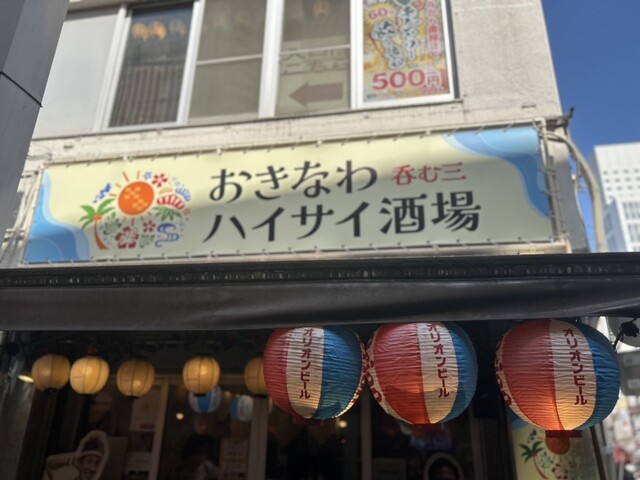 60
500円
おきなわ 呑む三
ハイサイ酒場
オリオンビール
オリオンビール
オリオンビール